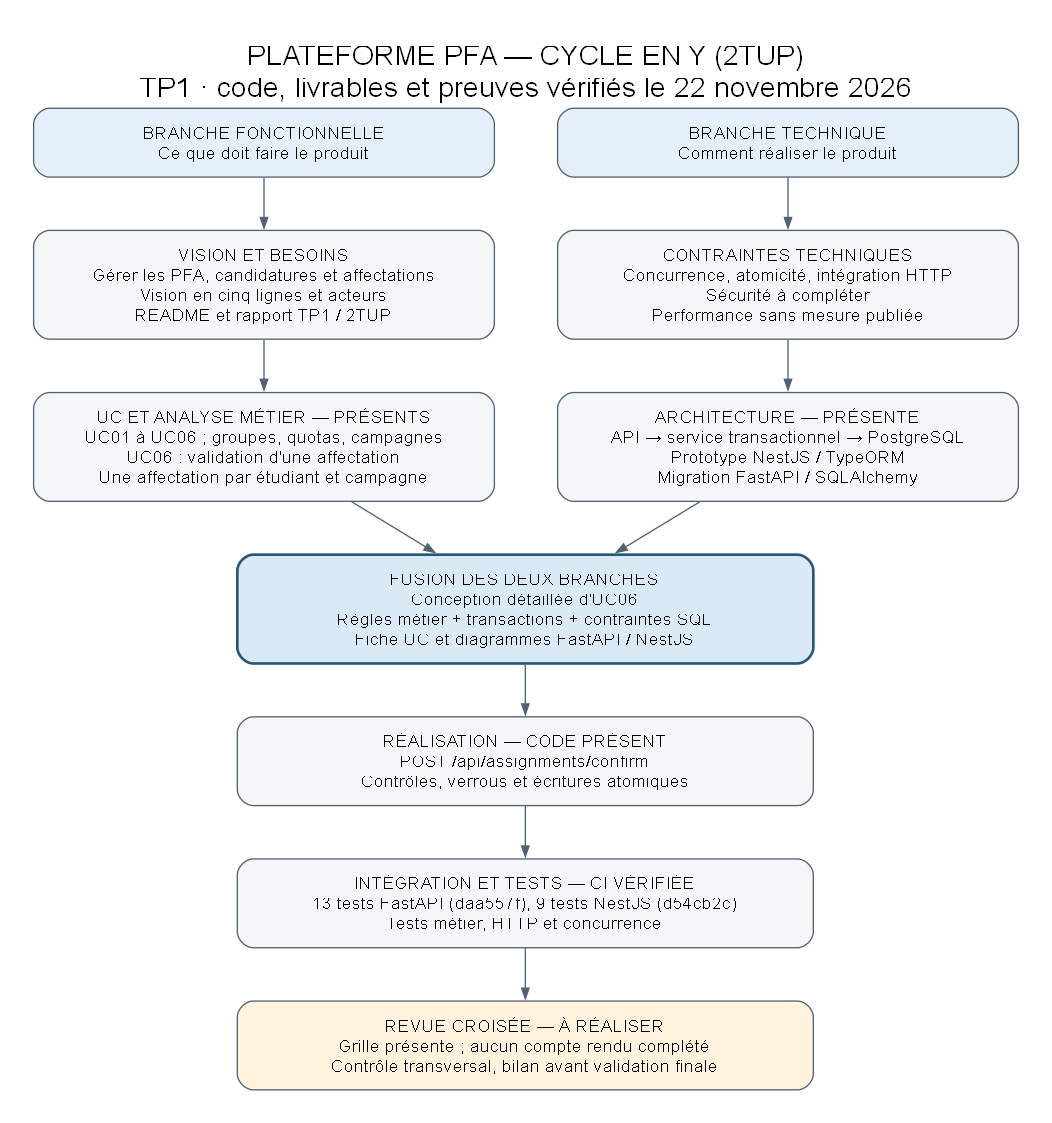 PLATEFORME PFA — CYCLE EN Y (2TUP)
TP1 · code, livrables et preuves vérifiés le 22 novembre 2026
BRANCHE FONCTIONNELLE
Ce que doit faire le produit
BRANCHE TECHNIQUE
Comment réaliser le produit
VISION ET BESOINS
Gérer les PFA, candidatures et affectations
Vision en cinq lignes et acteurs
README et rapport TP1 / 2TUP
CONTRAINTES TECHNIQUES
Concurrence, atomicité, intégration HTTP
Sécurité à compléter
Performance sans mesure publiée
UC ET ANALYSE MÉTIER — PRÉSENTS
UC01 à UC06 ; groupes, quotas, campagnes
UC06 : validation d'une affectation
Une affectation par étudiant et campagne
ARCHITECTURE — PRÉSENTE
API → service transactionnel → PostgreSQL
Prototype NestJS / TypeORM
Migration FastAPI / SQLAlchemy
FUSION DES DEUX BRANCHES
Conception détaillée d'UC06
Règles métier + transactions + contraintes SQL
Fiche UC et diagrammes FastAPI / NestJS
RÉALISATION — CODE PRÉSENT
POST /api/assignments/confirm
Contrôles, verrous et écritures atomiques
INTÉGRATION ET TESTS — CI VÉRIFIÉE
13 tests FastAPI (daa557f), 9 tests NestJS (d54cb2c)
Tests métier, HTTP et concurrence
REVUE CROISÉE — À RÉALISER
Grille présente ; aucun compte rendu complété
Contrôle transversal, bilan avant validation finale